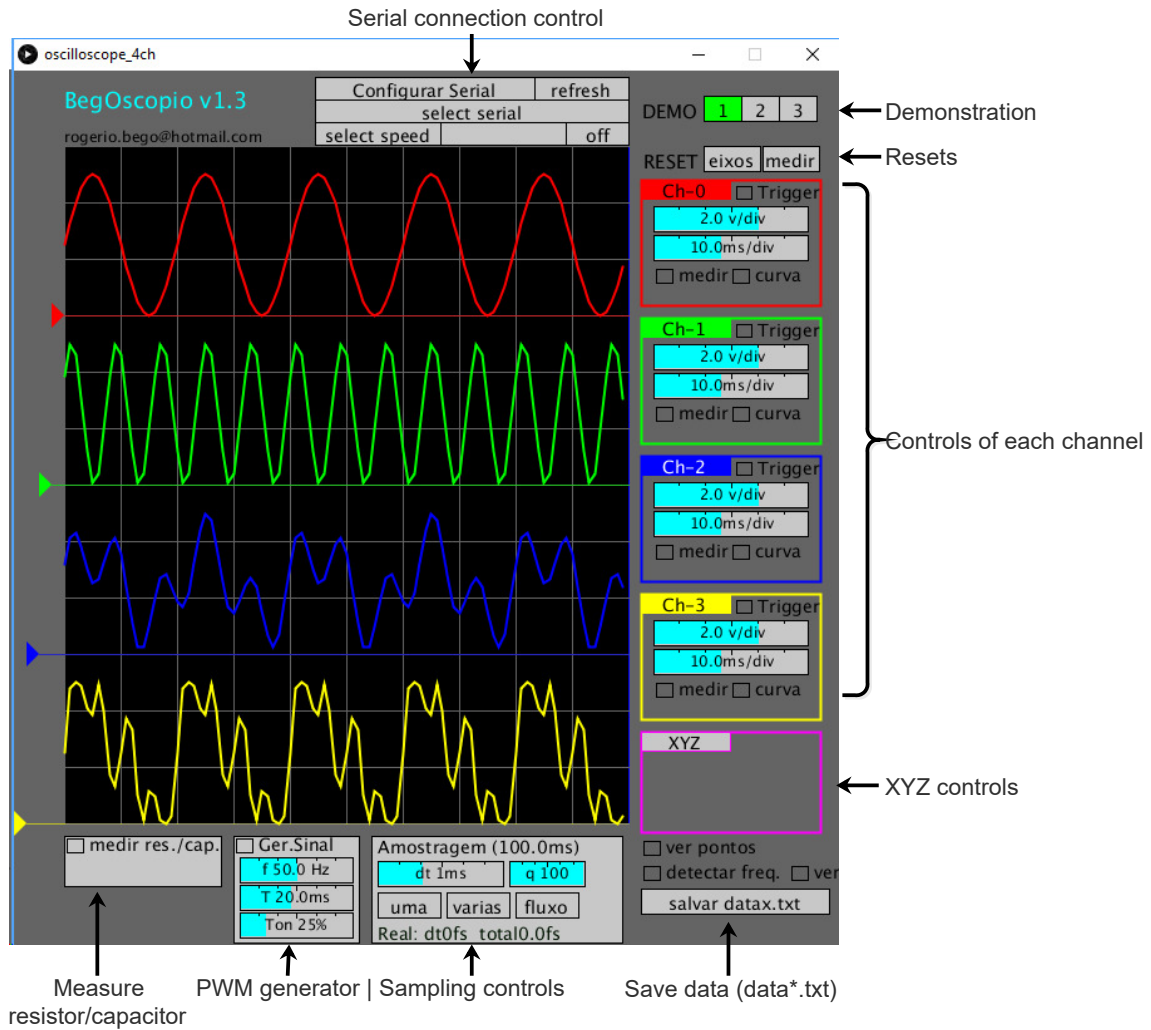 Serial connection control
oscilloscope_4ch
BegOscopio v1.3
rogerio.bego@hotmail.com
Configurar Serial refresh
select serial
select speed off
DEMO 1 2 3
Demonstration
RESET eixos medir
Resets
Ch-0 Trigger
2.0 v/div
10.0ms/div
medir curva
Ch-1 Trigger
2.0 v/div
10.0ms/div
medir curva
Controls of each channel
Ch-2 Trigger
2.0 v/div
10.0ms/div
medir curva
Ch-3 Trigger
2.0 v/div
10.0ms/div
medir curva
XYZ
XYZ controls
medir res./cap.
Ger.Sinal
f 50.0 Hz
T 20.0ms
Ton 25%
Amostragem (100.0ms)
dt 1ms q 100
uma varias fluxo
Real: dt0fs total0.0fs
ver pontos
detectar freq. ver
salvar datax.txt
Measure
resistor/capacitor
PWM generator | Sampling controls
Save data (data*.txt)